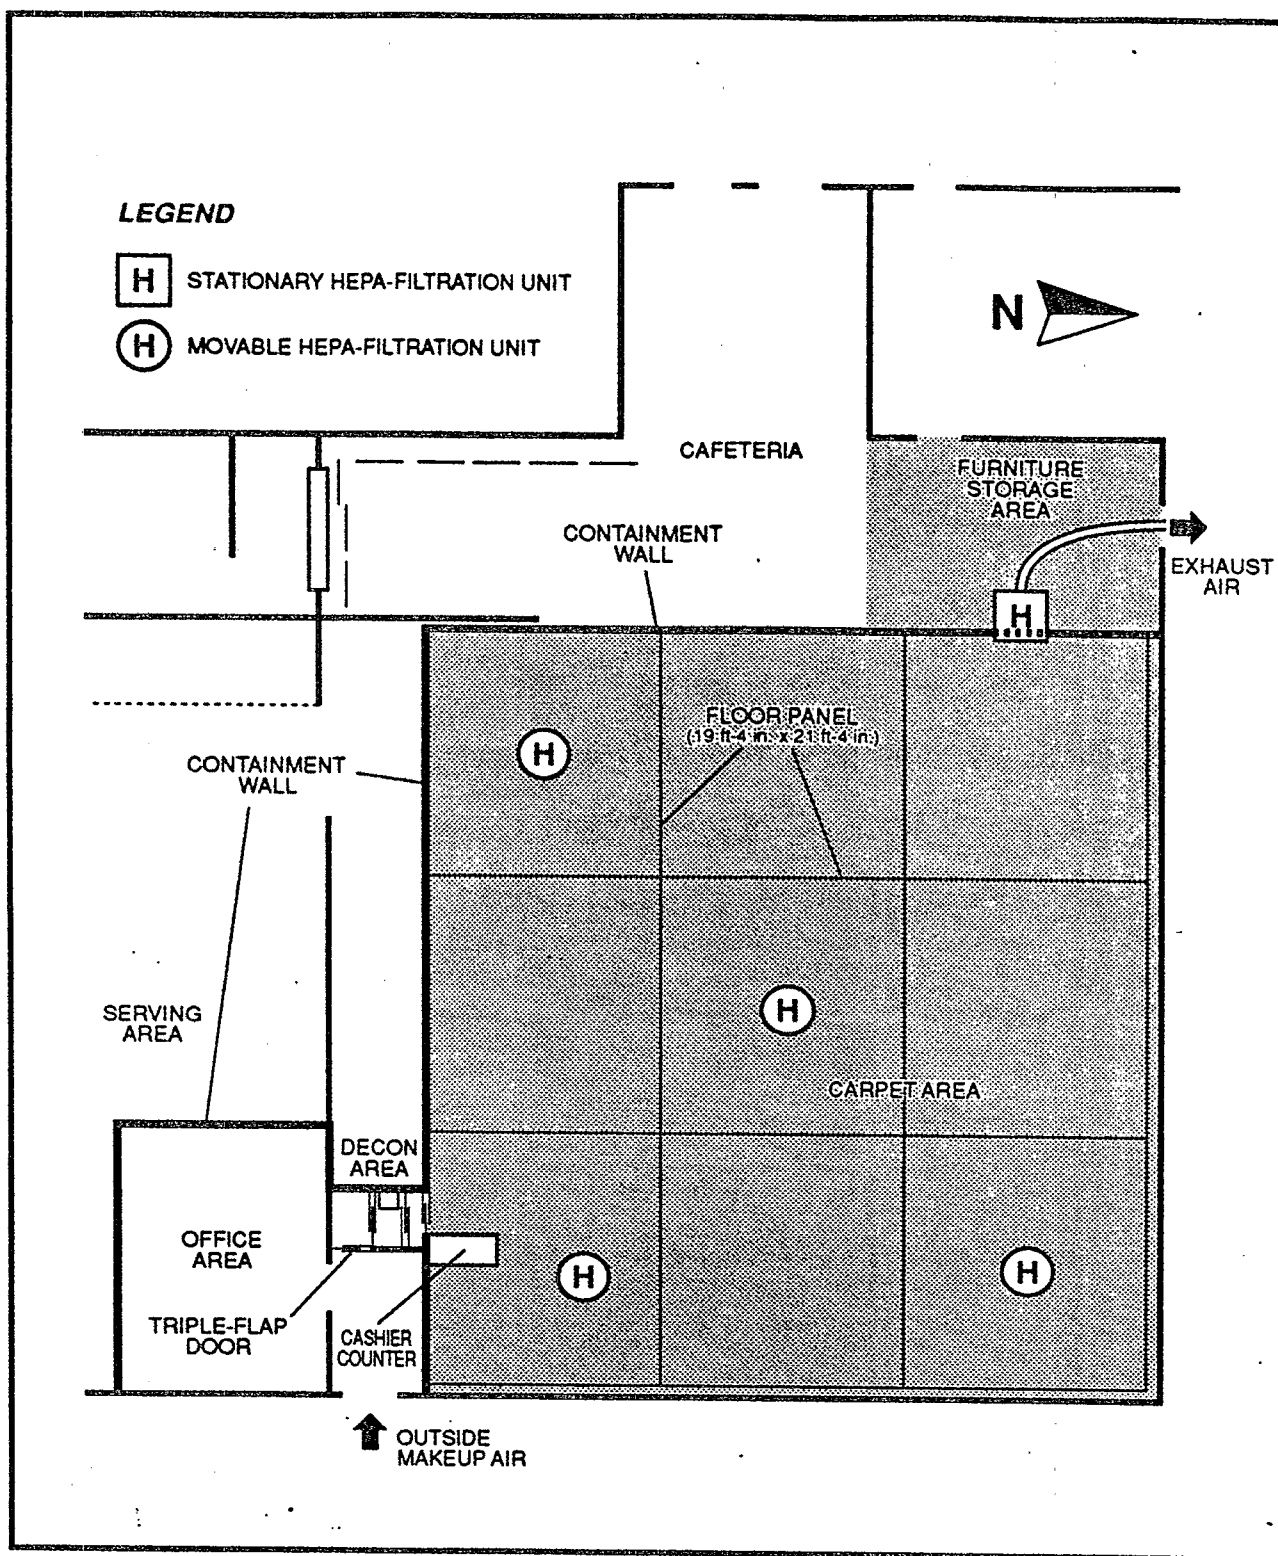 LEGEND
H STATIONARY HEPA-FILTRATION UNIT
H MOVABLE HEPA-FILTRATION UNIT
N
CAFETERIA
FURNITURE
STORAGE
AREA
CONTAINMENT
WALL
EXHAUST
AIR
H
FLOOR PANEL
(19 ft-4 in. x 21 ft-4 in.)
H
CONTAINMENT
WALL
SERVING
AREA
H
CARPET AREA
DECON
AREA
OFFICE
AREA
H
H
TRIPLE-FLAP
DOOR
CASHIER
COUNTER
OUTSIDE
MAKEUP AIR